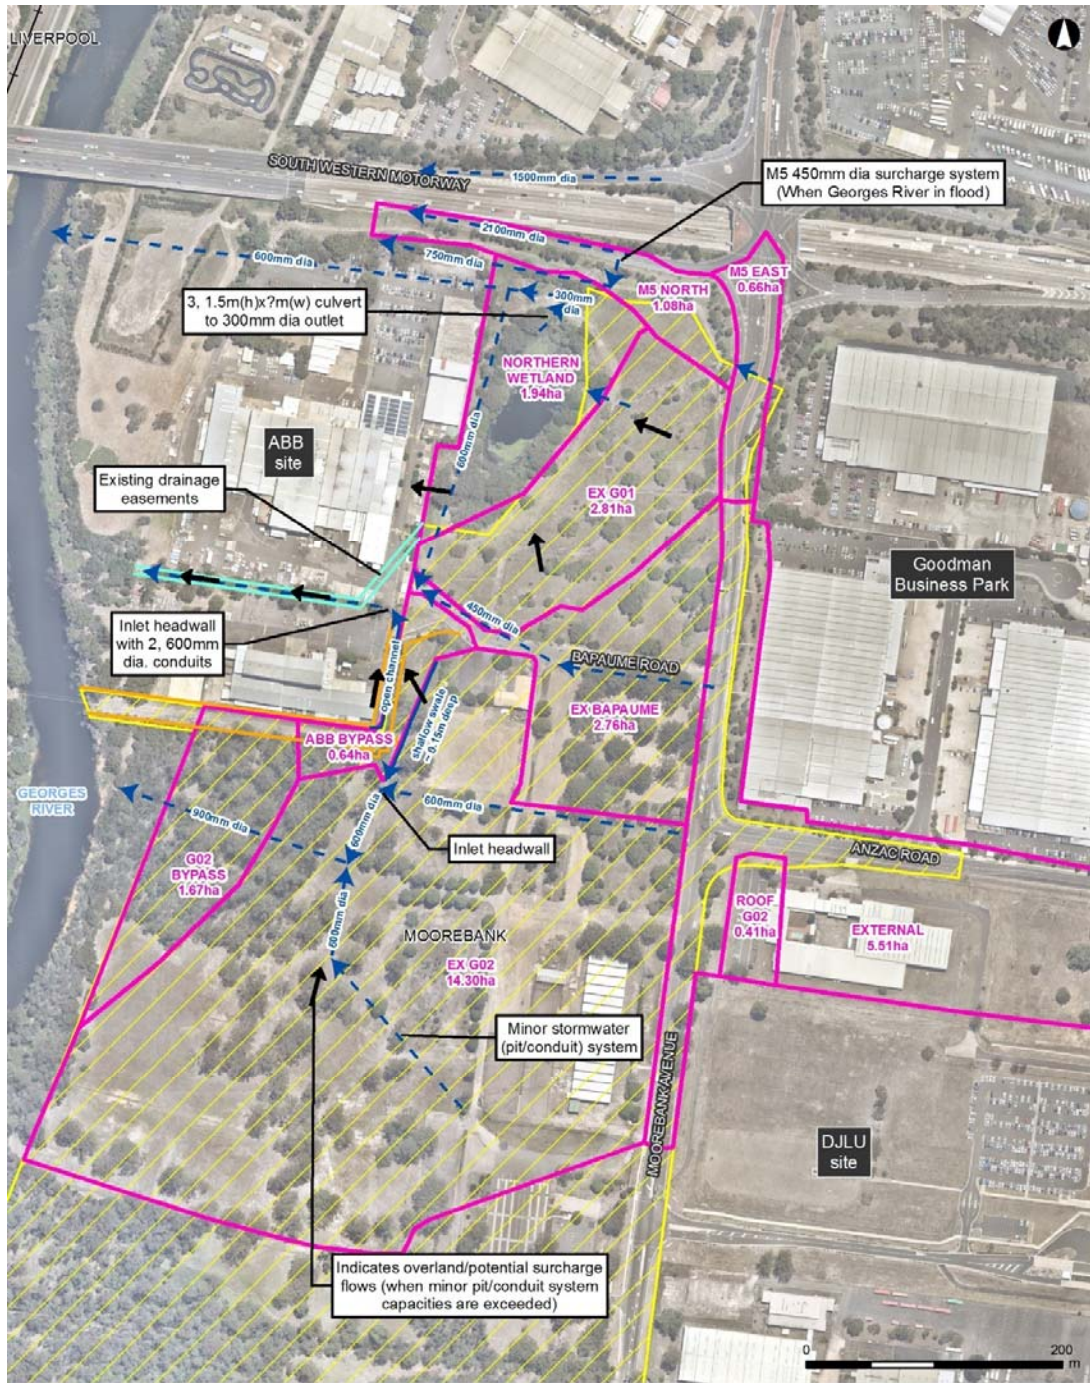 LIVERPOOL
SOUTH WESTERN MOTORWAY
1500mm dia
M5 450mm dia surcharge system
(When Georges River in flood)
2100mm dia
750mm dia
600mm dia
M5 EAST
0.66ha
M5 NORTH
1.08ha
300mm
dia
3, 1.5m(h)x?m(w) culvert
to 300mm dia outlet
NORTHERN
WETLAND
1.94ha
600mm dia
ABB
site
Existing drainage
easements
EX G01
2.81ha
Goodman
Business Park
Inlet headwall
with 2, 600mm
dia. conduits
450mm dia
BAPAUME ROAD
open channel
shallow swale
~ 0.15m deep
EX BAPAUME
2.76ha
ABB BYPASS
0.64ha
GEORGES
RIVER
900mm dia
600mm dia
600mm dia
Inlet headwall
ANZAC ROAD
G02
BYPASS
1.67ha
ROOF
G02
0.41ha
EXTERNAL
5.51ha
600mm dia
MOOREBANK
EX G02
14.30ha
Minor stormwater
(pit/conduit) system
MOOREBANK AVENUE
DJLU
site
Indicates overland/potential surcharge
flows (when minor pit/conduit system
capacities are exceeded)
0
200
m